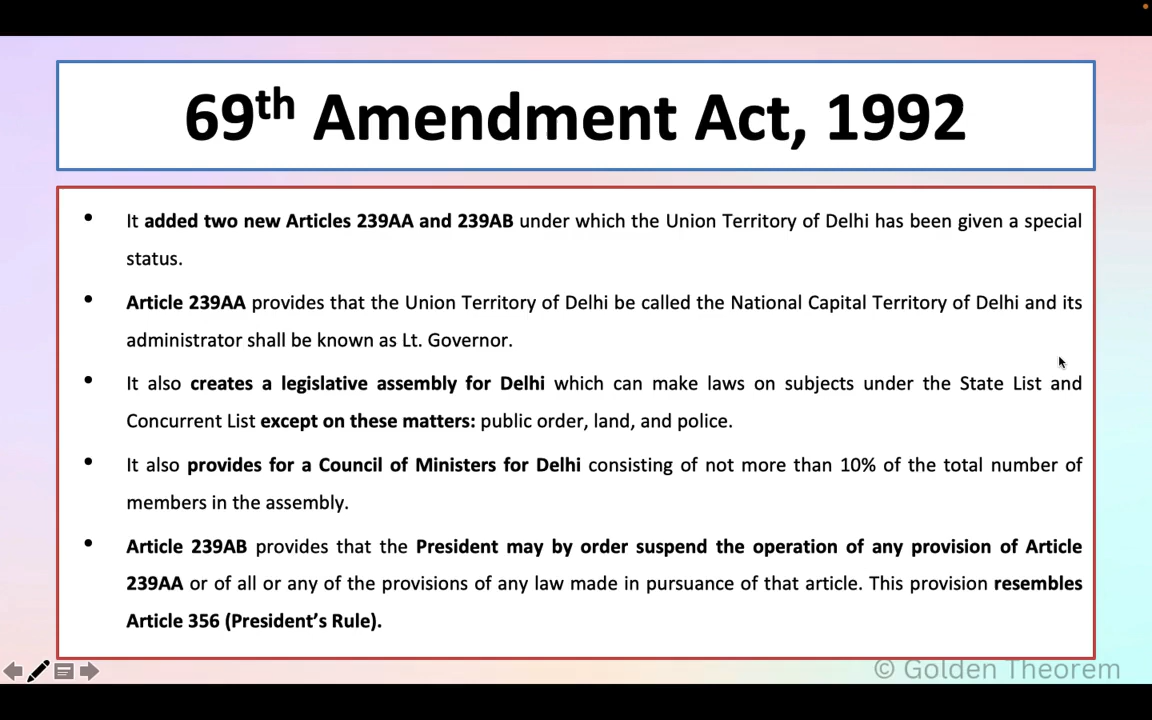 69th Amendment Act, 1992
• It added two new Articles 239AA and 239AB under which the Union Territory of Delhi has been given a special
status.
• Article 239AA provides that the Union Territory of Delhi be called the National Capital Territory of Delhi and its
administrator shall be known as Lt. Governor.
• It also creates a legislative assembly for Delhi which can make laws on subjects under the State List and
Concurrent List except on these matters: public order, land, and police.
• It also provides for a Council of Ministers for Delhi consisting of not more than 10% of the total number of
members in the assembly.
• Article 239AB provides that the President may by order suspend the operation of any provision of Article
239AA or of all or any of the provisions of any law made in pursuance of that article. This provision resembles
Article 356 (President’s Rule).
© Golden Theorem